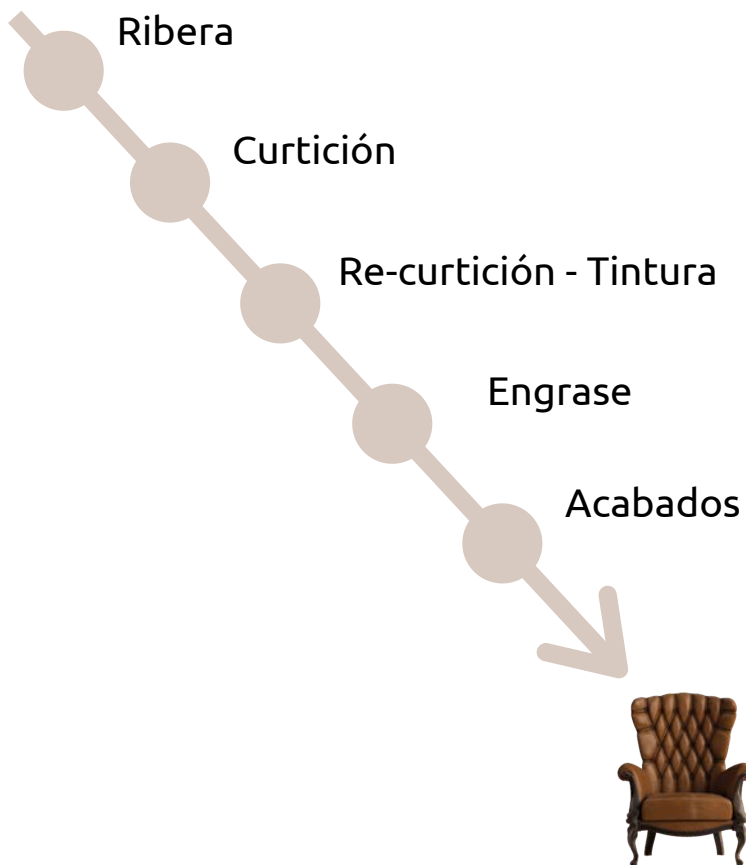 Ribera
Curtición
Re-curtición - Tintura
Engrase
Acabados